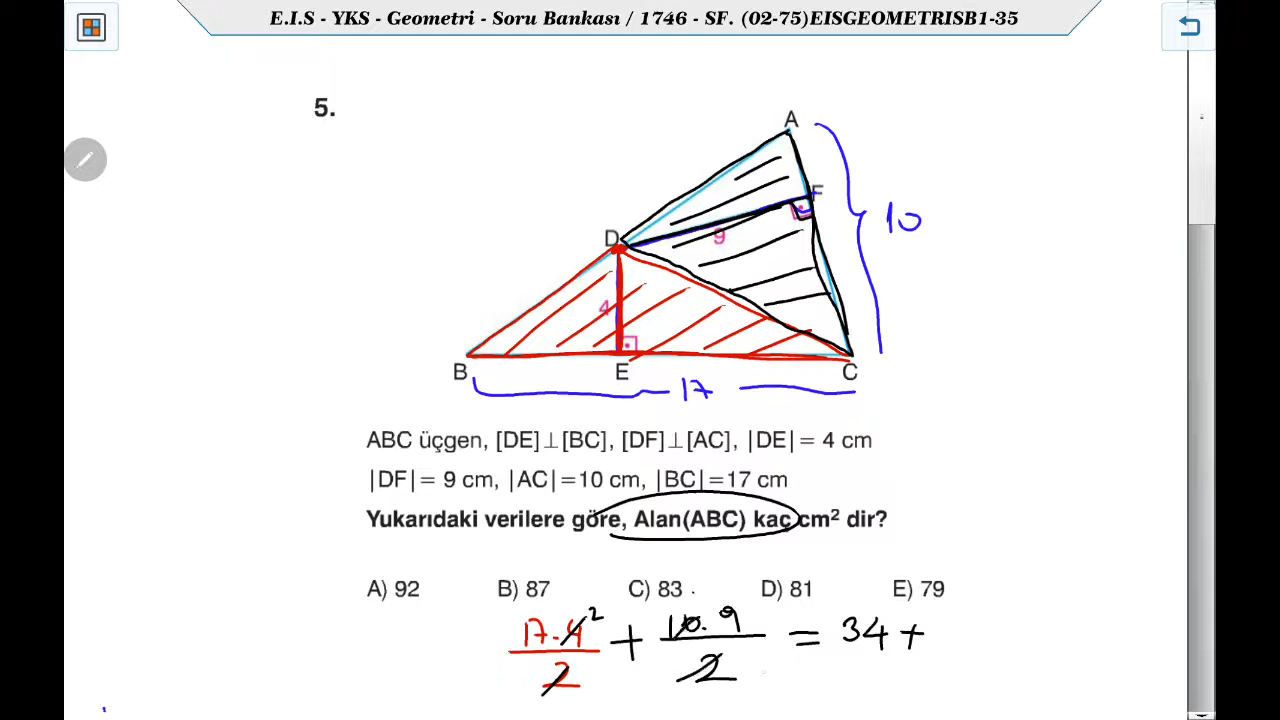 E.I.S - YKS - Geometri - Soru Bankası / 1746 - SF. (02-75)EISGEOMETRISB1-35
5.
A
F
10
D
9
4
B
E
C
17
ABC üçgen, [DE]⊥[BC], [DF]⊥[AC], |DE|= 4 cm
|DF|= 9 cm, |AC|=10 cm, |BC|=17 cm
Yukarıdaki verilere göre, Alan(ABC) kaç cm² dir?
A) 92 B) 87 C) 83 D) 81 E) 79
17.4 2 / 2 + 10.9 / 2 = 34 +